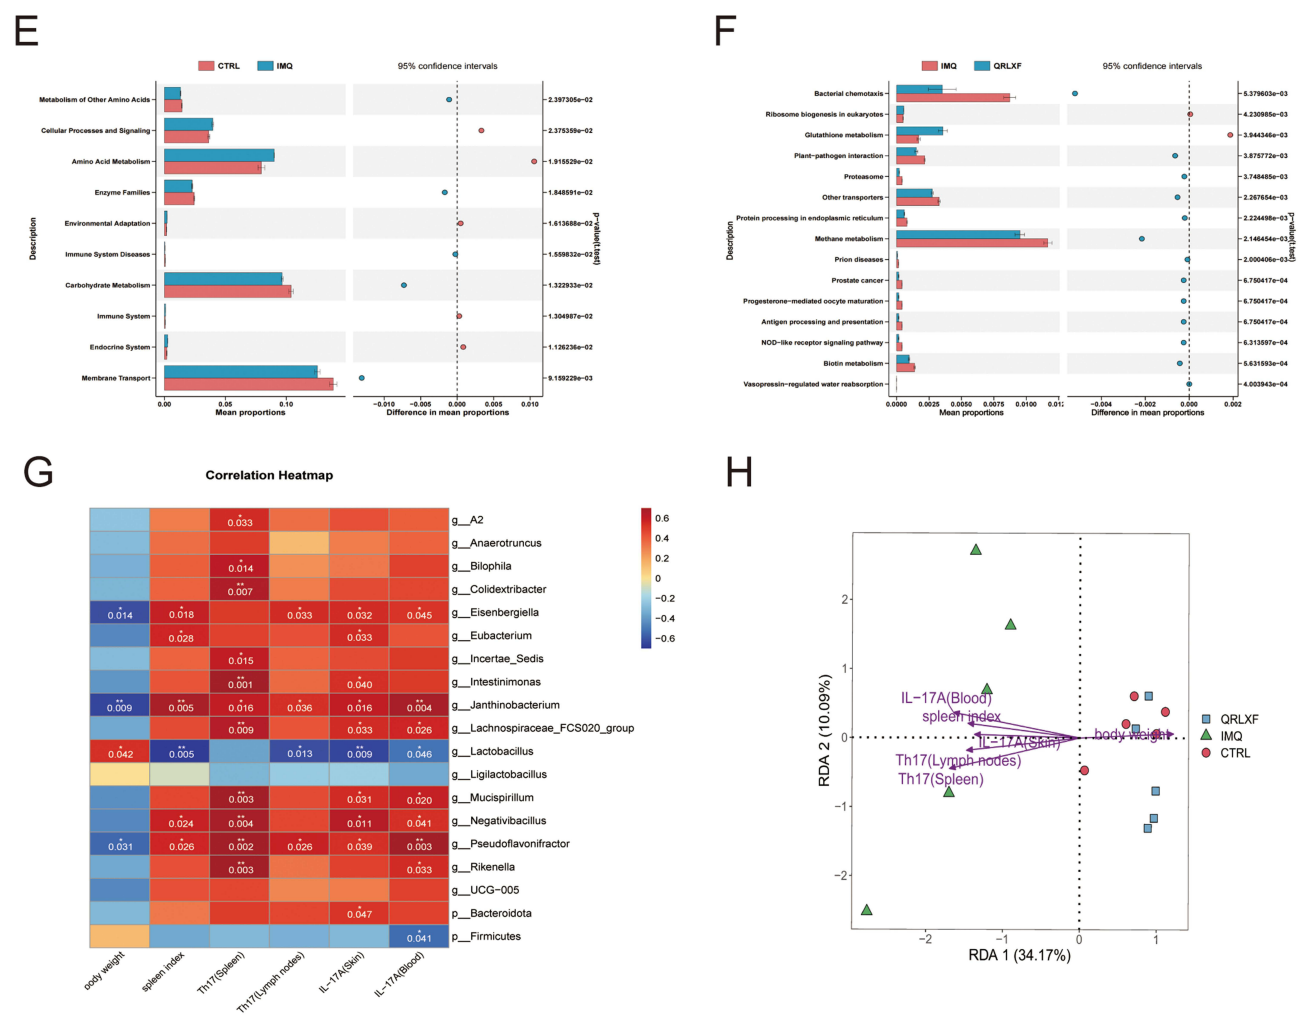 E
CTRL IMQ 95% confidence intervals
Description
Metabolism of Other Amino Acids 2.397305e-02
Cellular Processes and Signaling 2.375359e-02
Amino Acid Metabolism 1.915529e-02
Enzyme Families 1.848591e-02
Environmental Adaptation 1.613688e-02
Immune System Diseases 1.559832e-02
Carbohydrate Metabolism 1.322933e-02
Immune System 1.304987e-02
Endocrine System 1.126236e-02
Membrane Transport 9.159229e-03
p-value(t.test)
0.00 0.05 0.10 −0.010 −0.005 0.000 0.005 0.010
Mean proportions Difference in mean proportions
F
IMQ QRLXF 95% confidence intervals
Description
Bacterial chemotaxis 5.379603e-03
Ribosome biogenesis in eukaryotes 4.230985e-03
Glutathione metabolism 3.944346e-03
Plant-pathogen interaction 3.875772e-03
Proteasome 3.748485e-03
Other transporters 2.267654e-03
Protein processing in endoplasmic reticulum 2.224498e-03
Methane metabolism 2.146454e-03
Prion diseases 2.000406e-03
Prostate cancer 6.750417e-04
Progesterone-mediated oocyte maturation 6.750417e-04
Antigen processing and presentation 6.750417e-04
NOD-like receptor signaling pathway 6.313597e-04
Biotin metabolism 5.631593e-04
Vasopressin-regulated water reabsorption 4.003943e-04
p-value(t.test)
0.0000 0.0025 0.0050 0.0075 0.0100 −0.004 −0.002 0.000 0.002
Mean proportions Difference in mean proportions
G
Correlation Heatmap
* 0.033 g__A2
g__Anaerotruncus
* 0.014 g__Bilophila
** 0.007 g__Colidextribacter
* 0.014 * 0.018 * 0.033 * 0.032 * 0.045 g__Eisenbergiella
* 0.028 * 0.033 g__Eubacterium
* 0.015 g__Incertae_Sedis
** 0.001 * 0.040 g__Intestinimonas
** 0.009 ** 0.005 * 0.016 * 0.036 * 0.016 ** 0.004 g__Janthinobacterium
** 0.009 * 0.033 * 0.026 g__Lachnospiraceae_FCS020_group
* 0.042 ** 0.005 * 0.013 ** 0.009 * 0.046 g__Lactobacillus
g__Ligilactobacillus
** 0.003 * 0.031 * 0.020 g__Mucispirillum
* 0.024 ** 0.004 * 0.011 * 0.041 g__Negativibacillus
* 0.031 * 0.026 ** 0.002 * 0.026 * 0.039 ** 0.003 g__Pseudoflavonifractor
** 0.003 * 0.033 g__Rikenella
g__UCG-005
* 0.047 p__Bacteroidota
* 0.041 p__Firmicutes
body weight spleen index Th17(Spleen) Th17(Lymph nodes) IL−17A(Skin) IL−17A(Blood)
0.6
0.4
0.2
0
−0.2
−0.4
−0.6
H
RDA 2 (10.09%)
2
1
0
−1
−2
IL−17A(Blood)
spleen index
body weight
IL−17A(Skin)
Th17(Lymph nodes)
Th17(Spleen)
−2 −1 0 1
RDA 1 (34.17%)
QRLXF
IMQ
CTRL